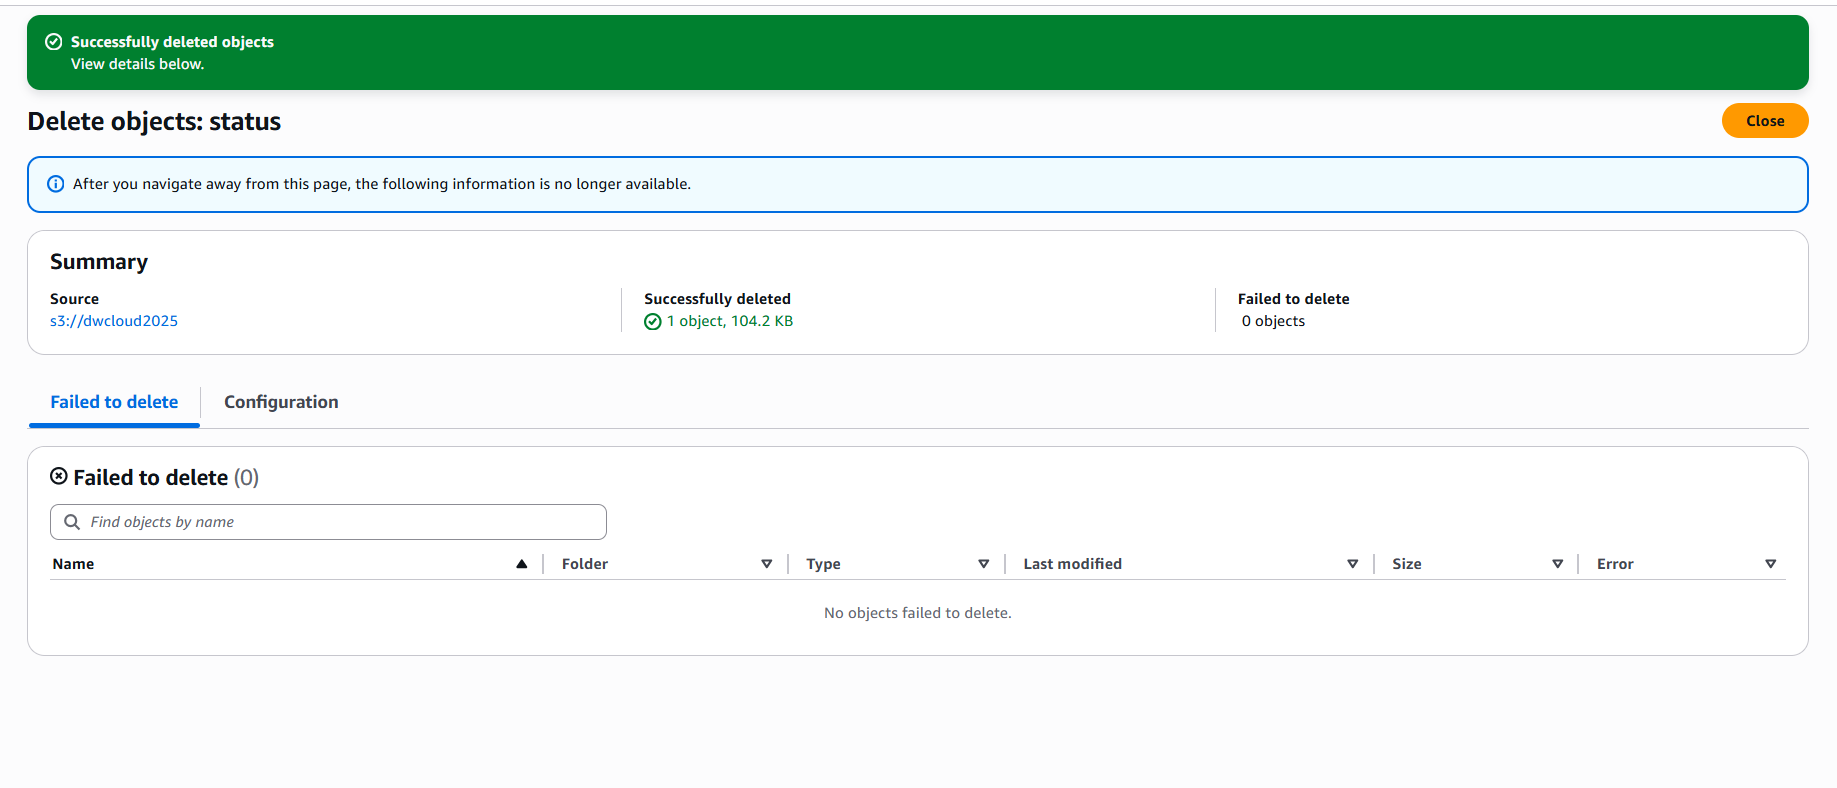 Successfully deleted objects
View details below.
Delete objects: status
Close
After you navigate away from this page, the following information is no longer available.
Summary
Source
s3://dwcloud2025
Successfully deleted
1 object, 104.2 KB
Failed to delete
0 objects
Failed to delete
Configuration
Failed to delete (0)
Find objects by name
Name Folder Type Last modified Size Error
No objects failed to delete.